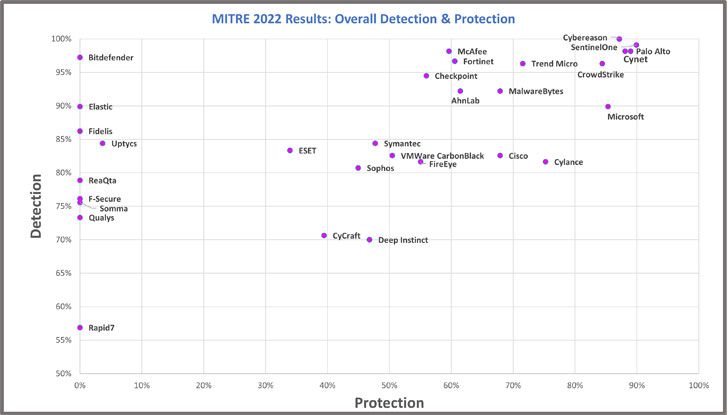 MITRE 2022 Results: Overall Detection & Protection
100%
95%
90%
85%
80%
75%
70%
65%
60%
55%
50%
Detection
Cybereason
SentinelOne
Bitdefender
McAfee
Palo Alto
Fortinet
Trend Micro
Cynet
Checkpoint
CrowdStrike
AhnLab
MalwareBytes
Elastic
Microsoft
Fidelis
Uptycs
Symantec
ESET
VMWare CarbonBlack
Cisco
FireEye
Cylance
Sophos
ReaQta
F-Secure
Somma
Qualys
CyCraft
Deep Instinct
Rapid7
0% 10% 20% 30% 40% 50% 60% 70% 80% 90% 100%
Protection